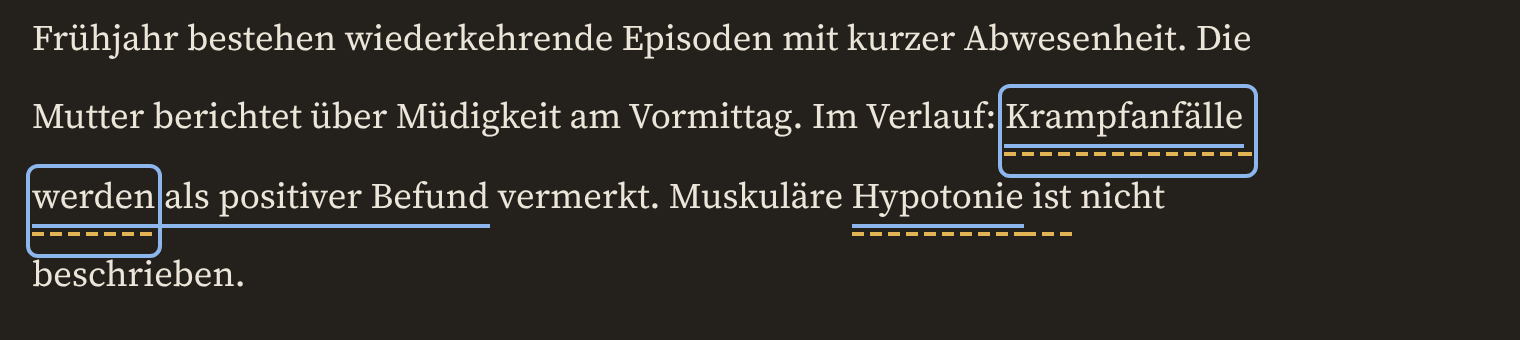 Frühjahr bestehen wiederkehrende Episoden mit kurzer Abwesenheit. Die
Mutter berichtet über Müdigkeit am Vormittag. Im Verlauf: Krampfanfälle
werden als positiver Befund vermerkt. Muskuläre Hypotonie ist nicht
beschrieben.